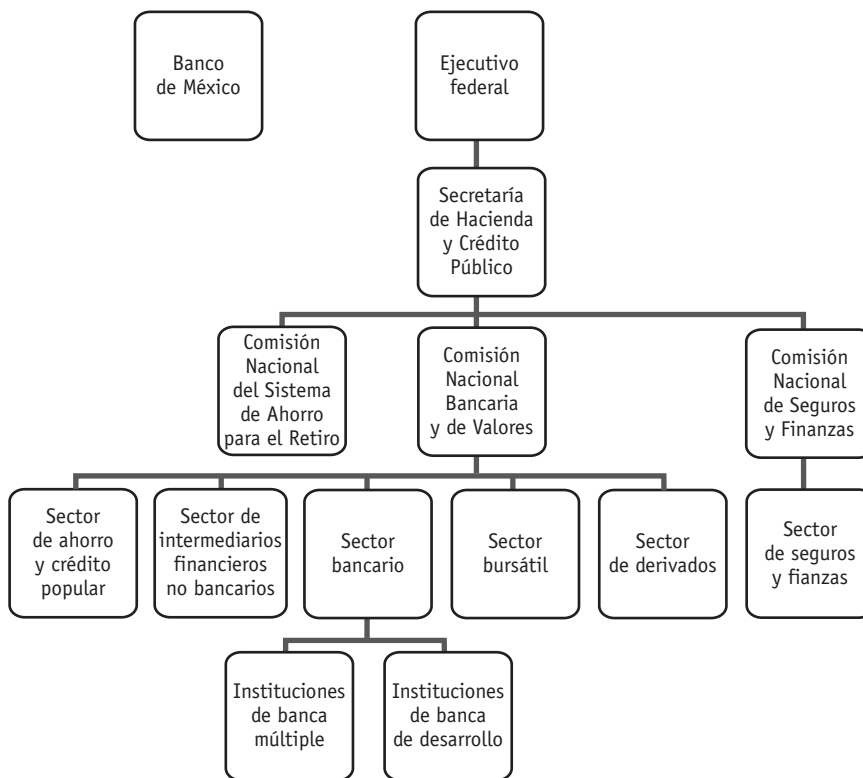 Banco
de México
Ejecutivo
federal
Secretaría
de Hacienda
y Crédito
Público
Comisión
Nacional
del Sistema
de Ahorro
para el Retiro
Comisión
Nacional
Bancaria
y de Valores
Comisión
Nacional
de Seguros
y Finanzas
Sector
de ahorro
y crédito
popular
Sector de
intermediarios
financieros
no bancarios
Sector
bancario
Sector
bursátil
Sector
de derivados
Sector
de seguros
y fianzas
Instituciones
de banca
múltiple
Instituciones
de banca
de desarrollo